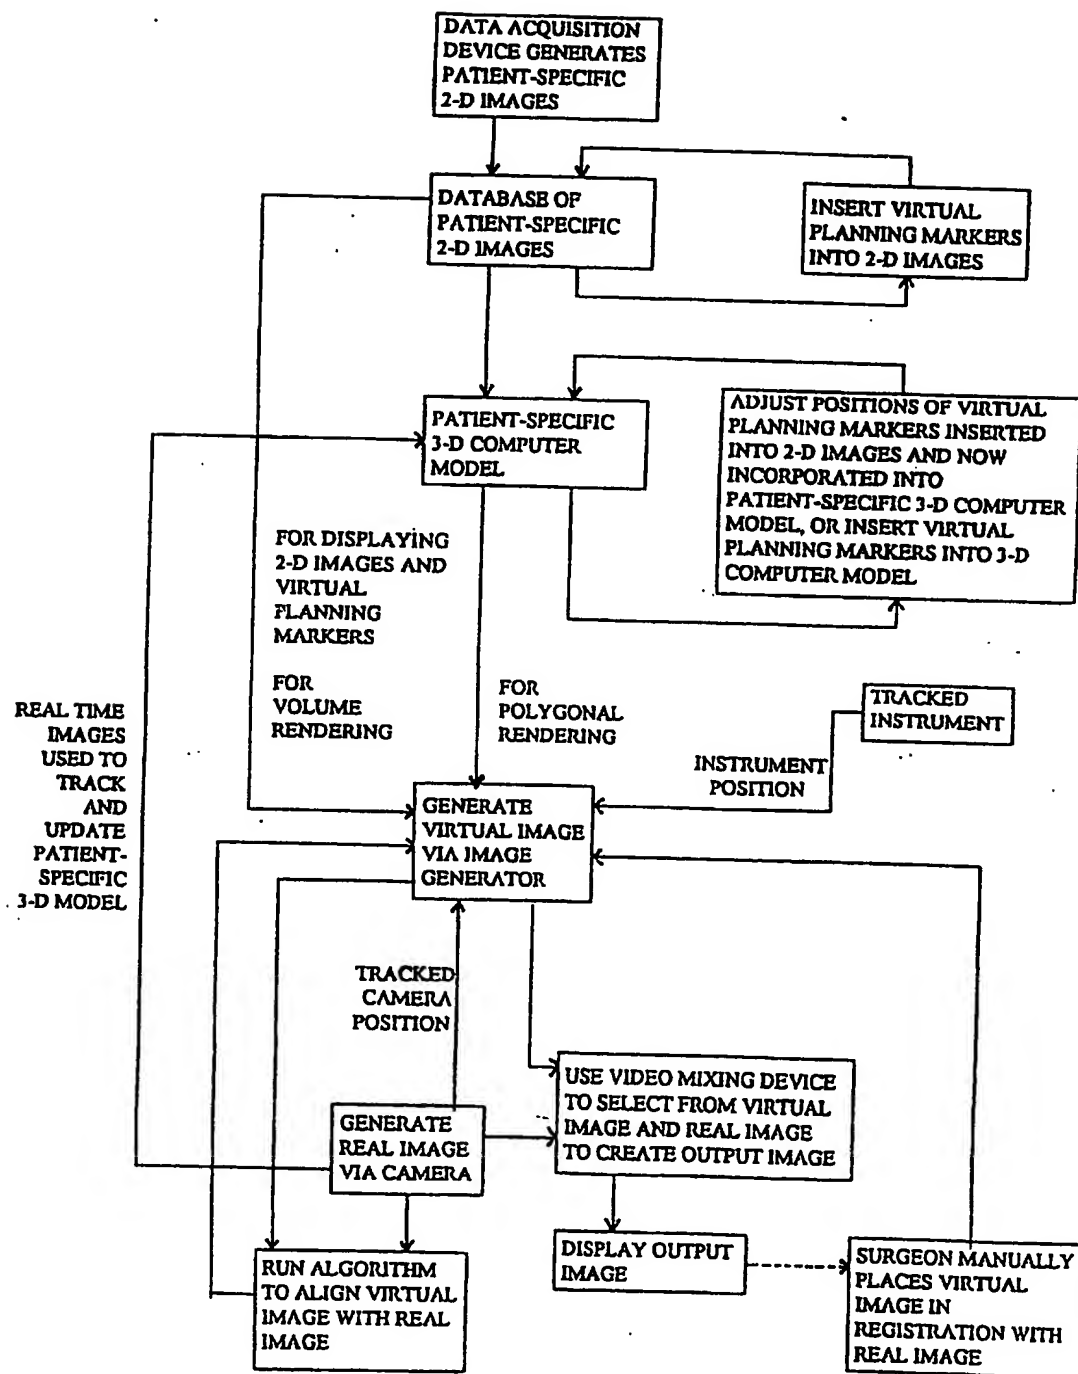 DATA ACQUISITION
DEVICE GENERATES
PATIENT-SPECIFIC
2-D IMAGES
DATABASE OF
PATIENT-SPECIFIC
2-D IMAGES
INSERT VIRTUAL
PLANNING MARKERS
INTO 2-D IMAGES
PATIENT-SPECIFIC
3-D COMPUTER
MODEL
ADJUST POSITIONS OF VIRTUAL
PLANNING MARKERS INSERTED
INTO 2-D IMAGES AND NOW
INCORPORATED INTO
PATIENT-SPECIFIC 3-D COMPUTER
MODEL, OR INSERT VIRTUAL
PLANNING MARKERS INTO 3-D
COMPUTER MODEL
FOR DISPLAYING
2-D IMAGES AND
VIRTUAL
PLANNING
MARKERS
FOR
VOLUME
RENDERING
FOR
POLYGONAL
RENDERING
TRACKED
INSTRUMENT
INSTRUMENT
POSITION
REAL TIME
IMAGES
USED TO
TRACK
AND
UPDATE
PATIENT-
SPECIFIC
3-D MODEL
GENERATE
VIRTUAL IMAGE
VIA IMAGE
GENERATOR
TRACKED
CAMERA
POSITION
GENERATE
REAL IMAGE
VIA CAMERA
USE VIDEO MIXING DEVICE
TO SELECT FROM VIRTUAL
IMAGE AND REAL IMAGE
TO CREATE OUTPUT IMAGE
RUN ALGORITHM
TO ALIGN VIRTUAL
IMAGE WITH REAL
IMAGE
DISPLAY OUTPUT
IMAGE
SURGEON MANUALLY
PLACES VIRTUAL
IMAGE IN
REGISTRATION WITH
REAL IMAGE